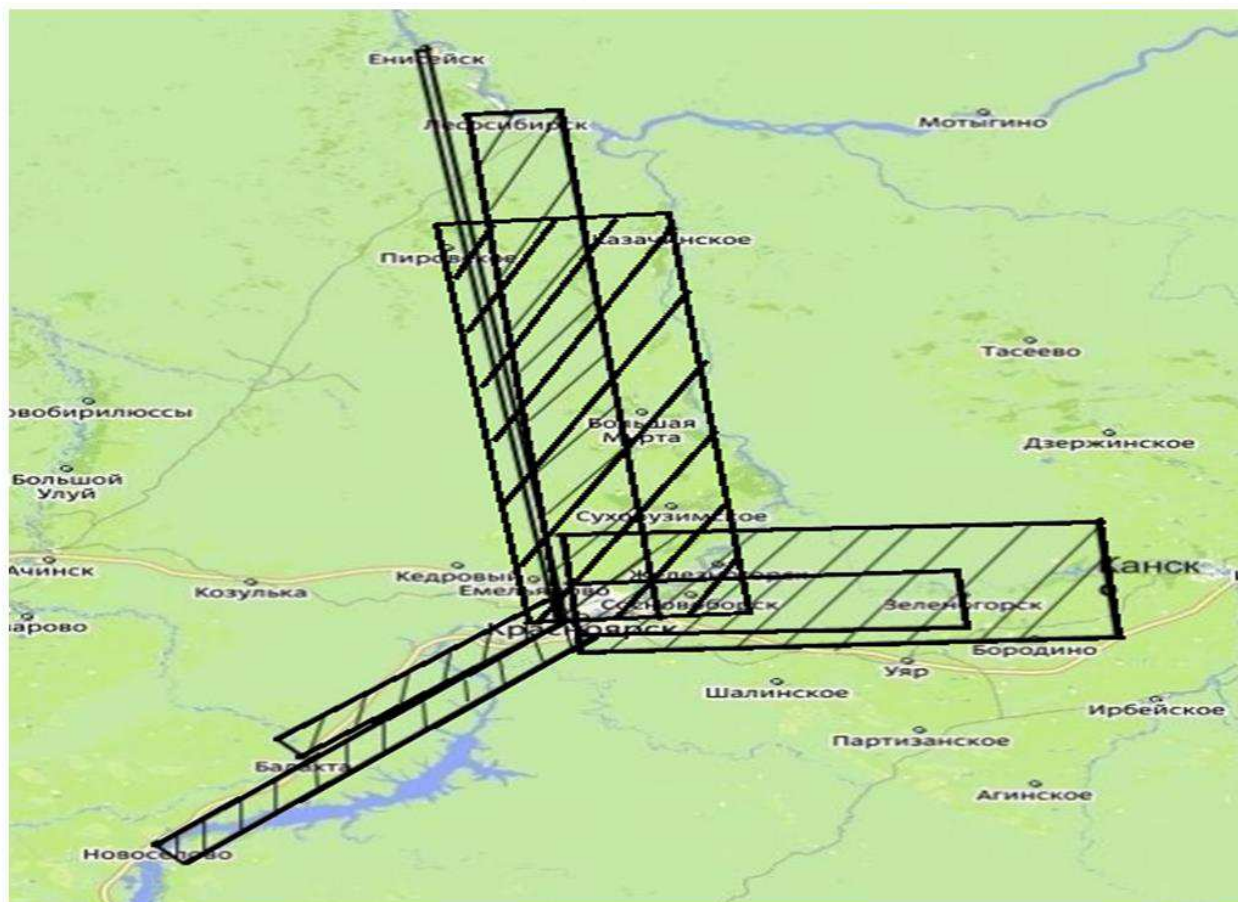 Енисейск
Лесосибирск
Мотыгино
Казачинское
Пировское
Тасеево
овобирилюссы
Большая
Мурта
Дзержинское
Большой
Улуй
Сухобузимское
Ачинск
Кедровый
Железногорск
Канск
Козулька
Емельяново
Сосновоборск
Зеленогорск
зарово
Красноярск
Бородино
Уяр
Шалинское
Ирбейское
Партизанское
Балахта
Агинское
Новоселово